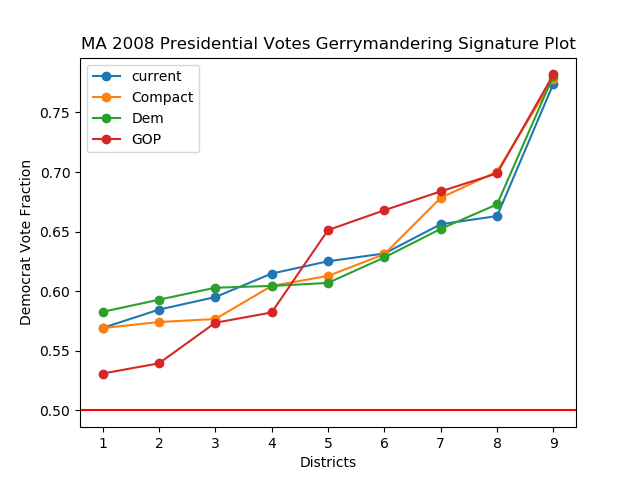 MA 2008 Presidential Votes Gerrymandering Signature Plot
current
Compact
Dem
GOP
Democrat Vote Fraction
0.75
0.70
0.65
0.60
0.55
0.50
1 2 3 4 5 6 7 8 9
Districts